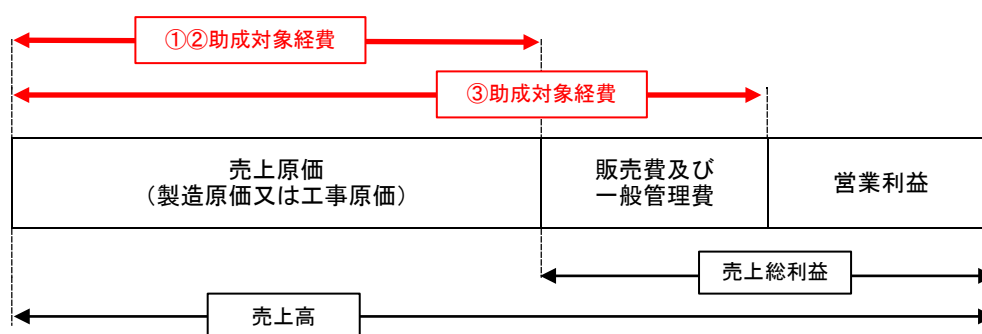 ①②助成対象経費
③助成対象経費
売上原価
（製造原価又は工事原価）
販売費及び
一般管理費
営業利益
売上総利益
売上高